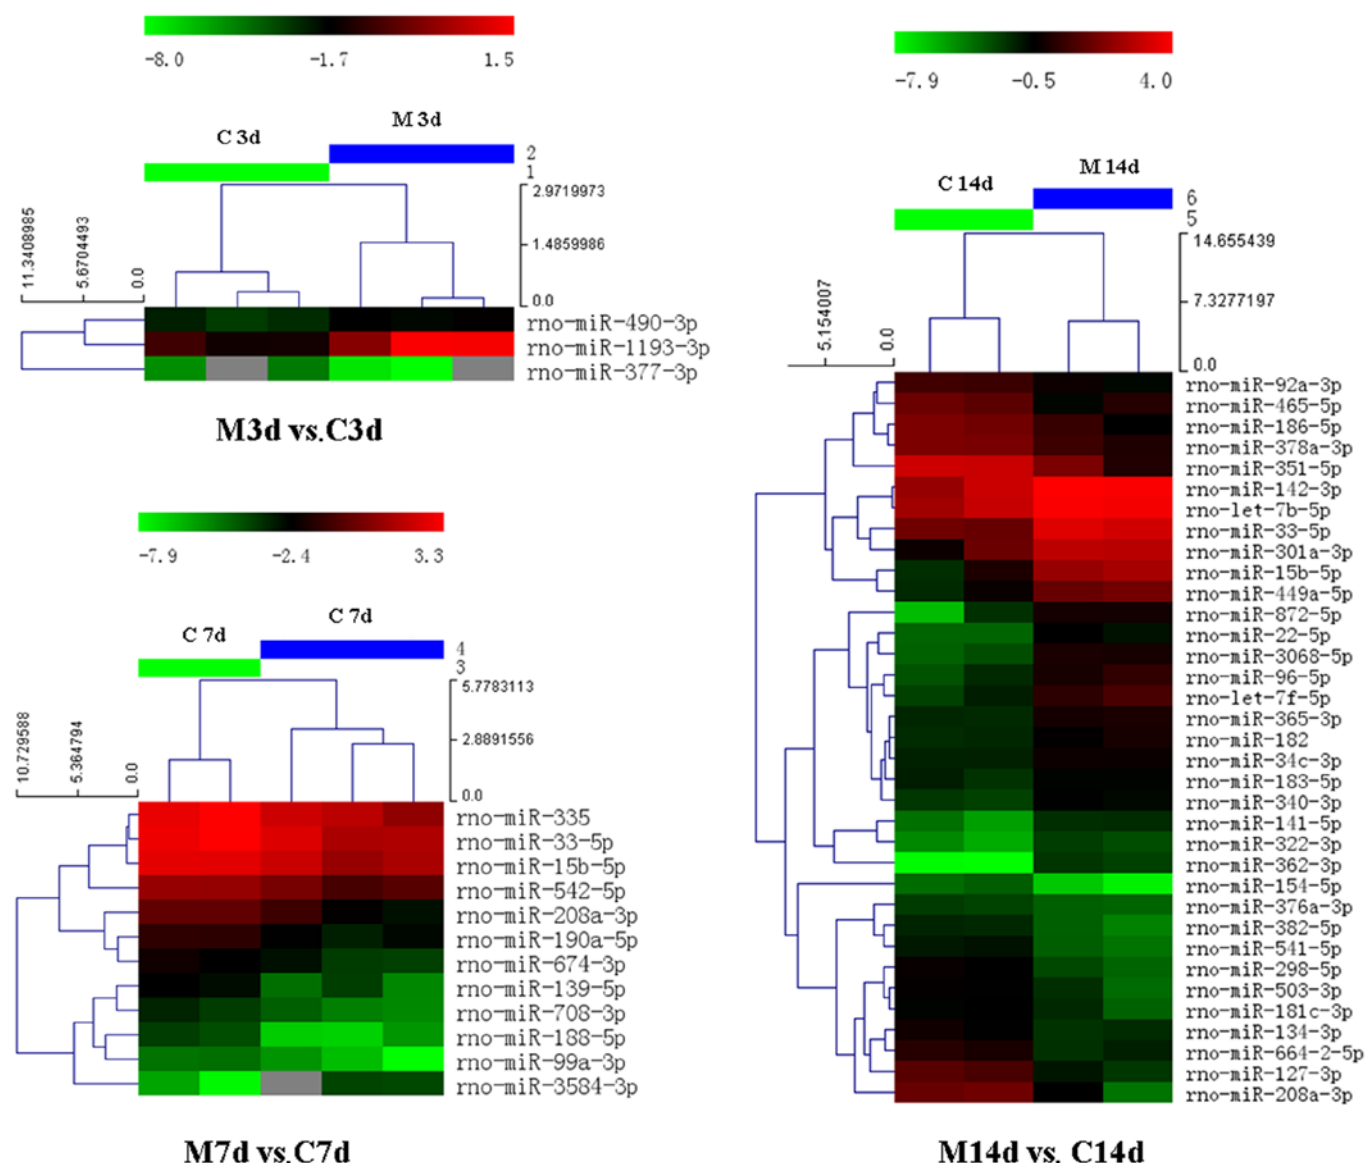 -8.0 -1.7 1.5
C 3d M 3d
2
1
11.3408985 5.6704493 0.0
2.9719973
1.4859986
0.0
rno-miR-490-3p
rno-miR-1193-3p
rno-miR-377-3p
M3d vs.C3d
-7.9 -2.4 3.3
C 7d C 7d
4
3
10.729588 5.364794 0.0
5.7783113
2.8891556
0.0
rno-miR-335
rno-miR-33-5p
rno-miR-15b-5p
rno-miR-542-5p
rno-miR-208a-3p
rno-miR-190a-5p
rno-miR-674-3p
rno-miR-139-5p
rno-miR-708-3p
rno-miR-188-5p
rno-miR-99a-3p
rno-miR-3584-3p
M7d vs.C7d
-7.9 -0.5 4.0
C 14d M 14d
6
5
5.154007 0.0
14.655439
7.3277197
0.0
rno-miR-92a-3p
rno-miR-465-5p
rno-miR-186-5p
rno-miR-378a-3p
rno-miR-351-5p
rno-miR-142-3p
rno-let-7b-5p
rno-miR-33-5p
rno-miR-301a-3p
rno-miR-15b-5p
rno-miR-449a-5p
rno-miR-872-5p
rno-miR-22-5p
rno-miR-3068-5p
rno-miR-96-5p
rno-let-7f-5p
rno-miR-365-3p
rno-miR-182
rno-miR-34c-3p
rno-miR-183-5p
rno-miR-340-3p
rno-miR-141-5p
rno-miR-322-3p
rno-miR-362-3p
rno-miR-154-5p
rno-miR-376a-3p
rno-miR-382-5p
rno-miR-541-5p
rno-miR-298-5p
rno-miR-503-3p
rno-miR-181c-3p
rno-miR-134-3p
rno-miR-664-2-5p
rno-miR-127-3p
rno-miR-208a-3p
M14d vs. C14d